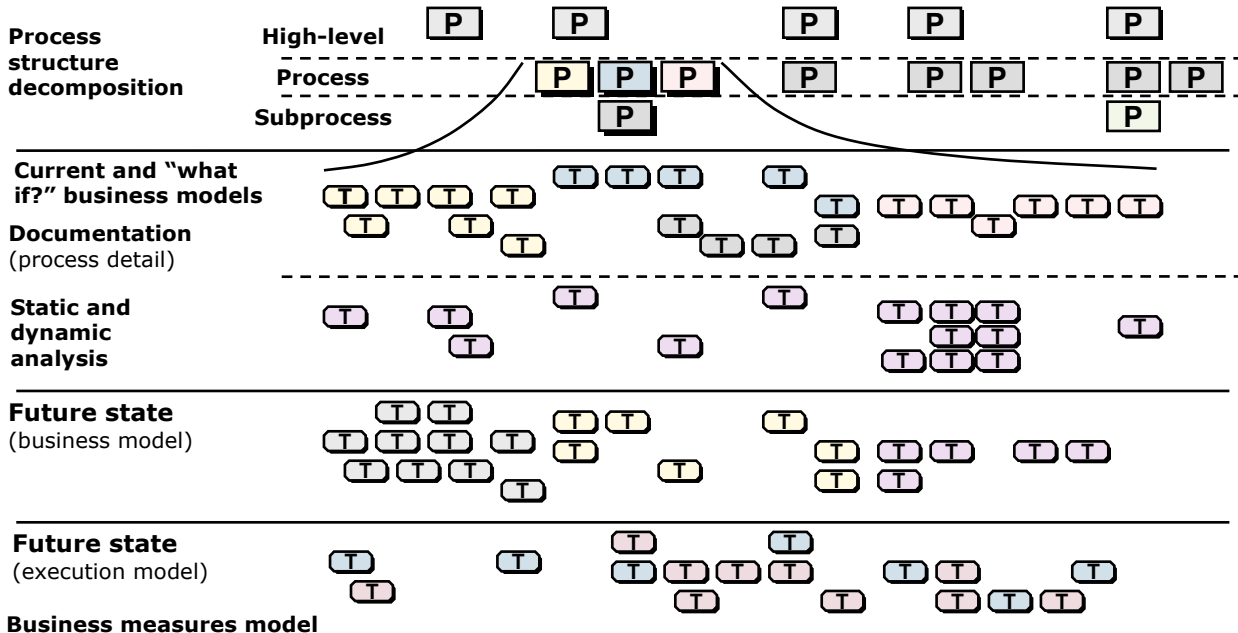 P P P P P
Process
structure
decomposition
High-level
Process
P P P P P P P P
Subprocess
P P
Current and “what
if?” business models
T T T T
T T T T
T T T T T T
T
T T
T
T
T T
T
T T
Documentation
(process detail)
T
Static and
dynamic
analysis
T T
T T
T T T
T
T T
T T
T T
T T T
Future state
(business model)
T T
T T T
T T T T
T T T T
T T T
T
T T
T T
T T
T
Future state
(execution model)
T T
T T
T T T T
T T T
T
T T T
T T T
Business measures model